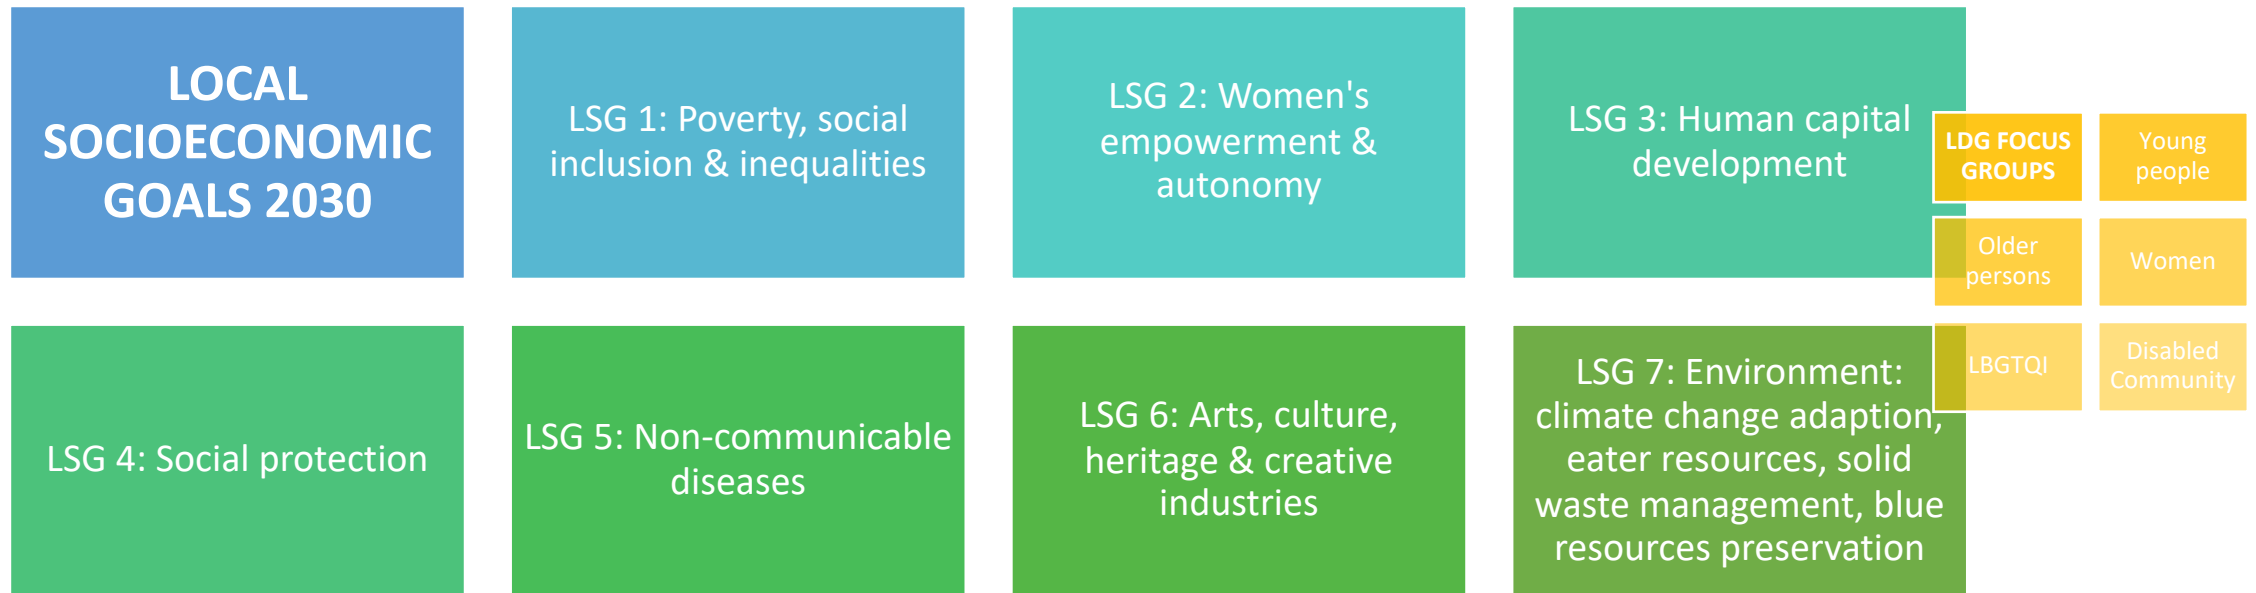 LOCAL
SOCIOECONOMIC
GOALS 2030
LSG 1: Poverty, social
inclusion & inequalities
LSG 2: Women's
empowerment &
autonomy
LSG 3: Human capital
development
LSG 4: Social protection
LSG 5: Non-communicable
diseases
LSG 6: Arts, culture,
heritage & creative
industries
LSG 7: Environment:
climate change adaption,
eater resources, solid
waste management, blue
resources preservation
LDG FOCUS
GROUPS
Young
people
Older
persons
Women
LBGTQI
Disabled
Community